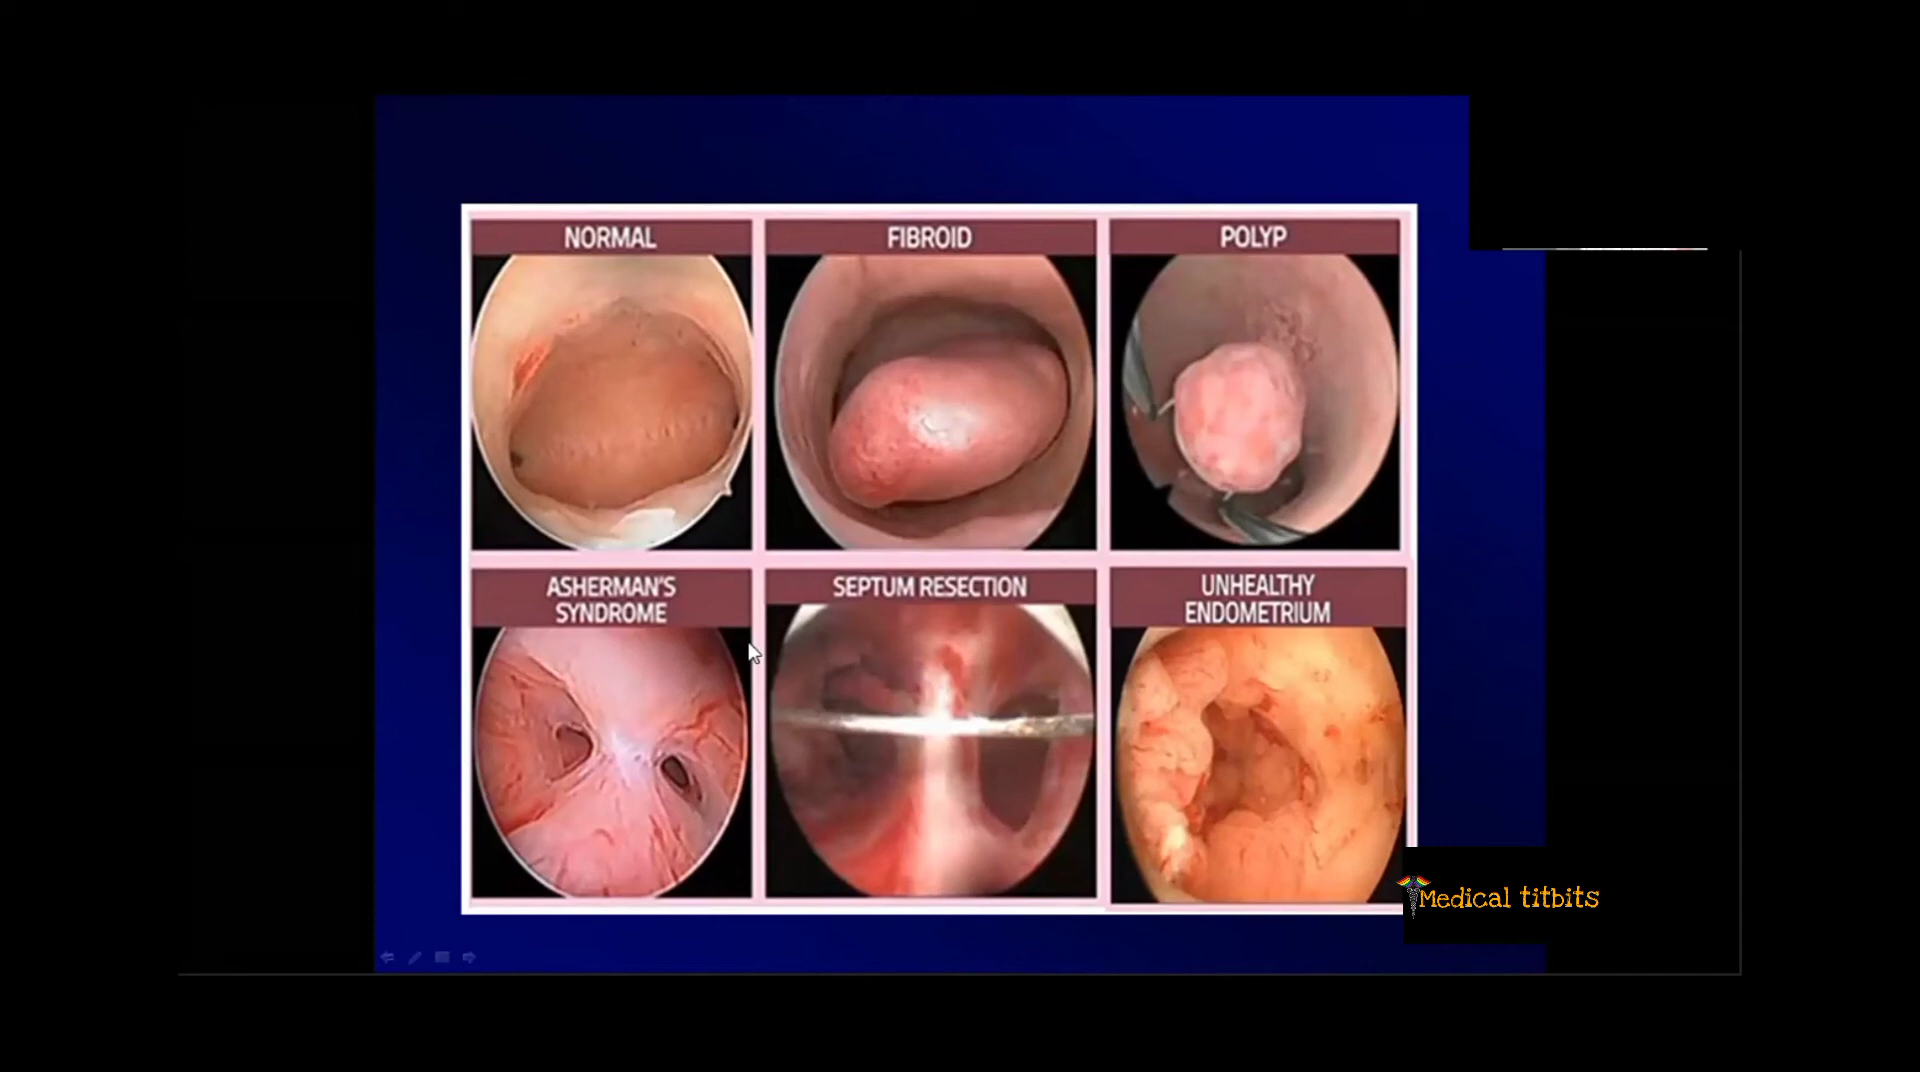 NORMAL
FIBROID
POLYP
ASHERMAN'S
SYNDROME
SEPTUM RESECTION
UNHEALTHY
ENDOMETRIUM
Medical titbits